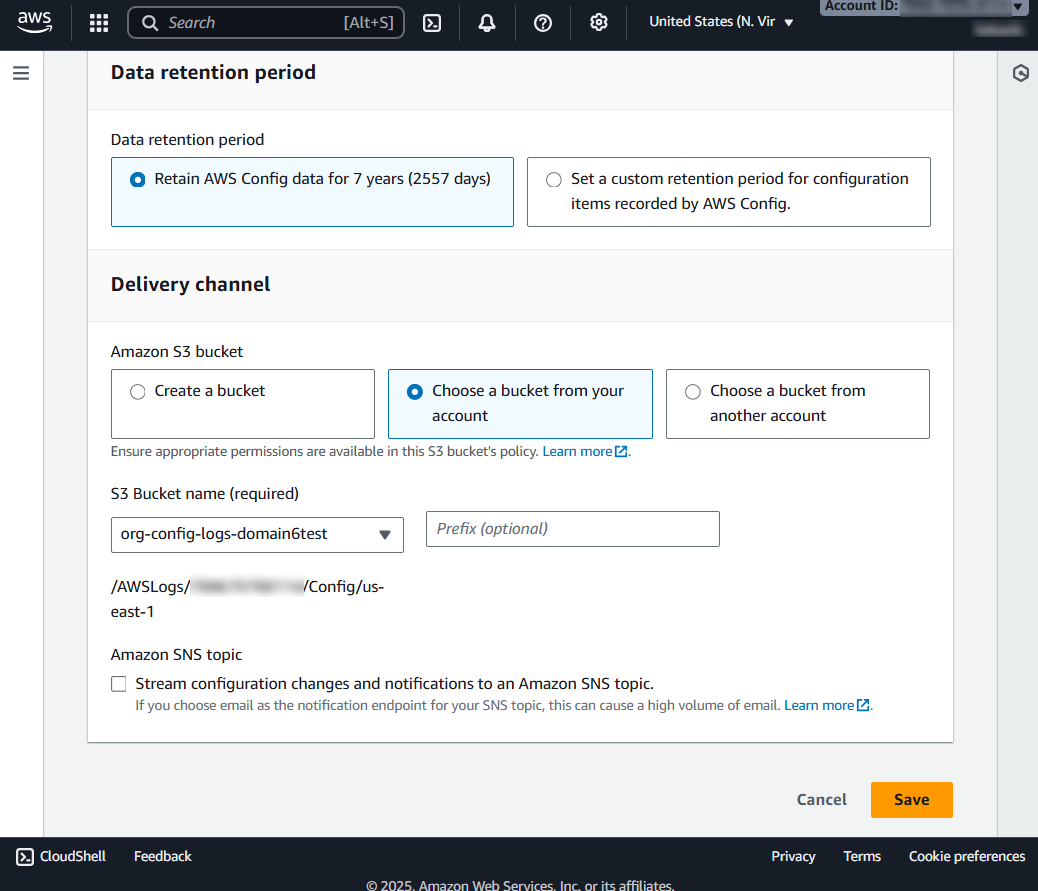 aws
Search [Alt+S]
United States (N. Vir
Account ID:
Data retention period
Data retention period
Retain AWS Config data for 7 years (2557 days)
Set a custom retention period for configuration
items recorded by AWS Config.
Delivery channel
Amazon S3 bucket
Create a bucket
Choose a bucket from your
account
Choose a bucket from
another account
Ensure appropriate permissions are available in this S3 bucket's policy. Learn more.
S3 Bucket name (required)
org-config-logs-domain6test
Prefix (optional)
/AWSLogs/ /Config/us-
east-1
Amazon SNS topic
Stream configuration changes and notifications to an Amazon SNS topic.
If you choose email as the notification endpoint for your SNS topic, this can cause a high volume of email. Learn more.
Cancel
Save
CloudShell
Feedback
Privacy
Terms
Cookie preferences
© 2025, Amazon Web Services, Inc. or its affiliates.